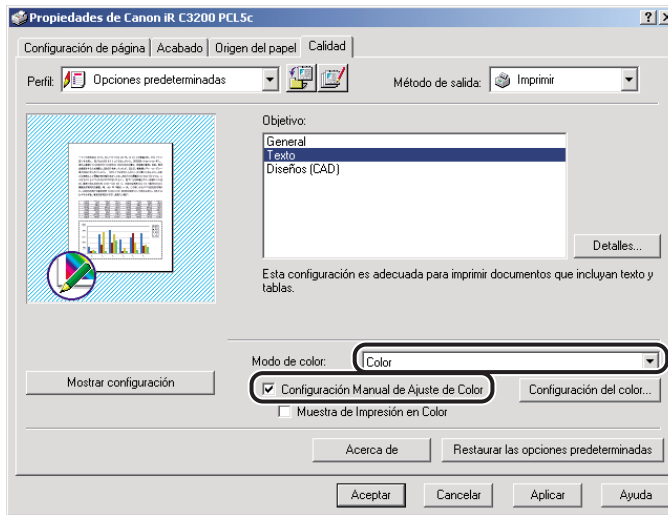 Propiedades de Canon iR C3200 PCL5c
Configuración de página Acabado Origen del papel Calidad
Perfil: Opciones predeterminadas Método de salida: Imprimir
Objetivo:
General
Texto
Diseños (CAD)
Detalles...
Esta configuración es adecuada para imprimir documentos que incluyan texto y
tablas.
Modo de color: Color
Mostrar configuración
Configuración Manual de Ajuste de Color Configuración del color...
Muestra de Impresión en Color
Acerca de Restaurar las opciones predeterminadas
Aceptar Cancelar Aplicar Ayuda